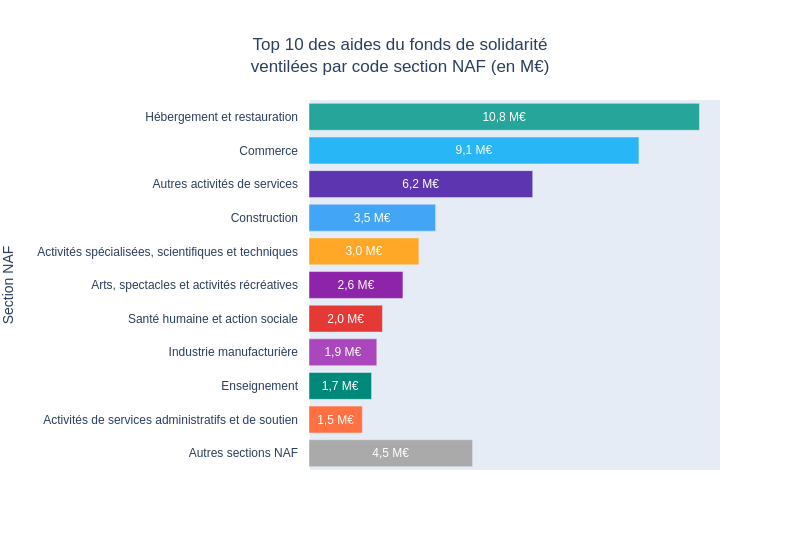 Top 10 des aides du fonds de solidarité
ventilées par code section NAF (en M€)
Section NAF
Hébergement et restauration 10,8 M€
Commerce 9,1 M€
Autres activités de services 6,2 M€
Construction 3,5 M€
Activités spécialisées, scientifiques et techniques 3,0 M€
Arts, spectacles et activités récréatives 2,6 M€
Santé humaine et action sociale 2,0 M€
Industrie manufacturière 1,9 M€
Enseignement 1,7 M€
Activités de services administratifs et de soutien 1,5 M€
Autres sections NAF 4,5 M€